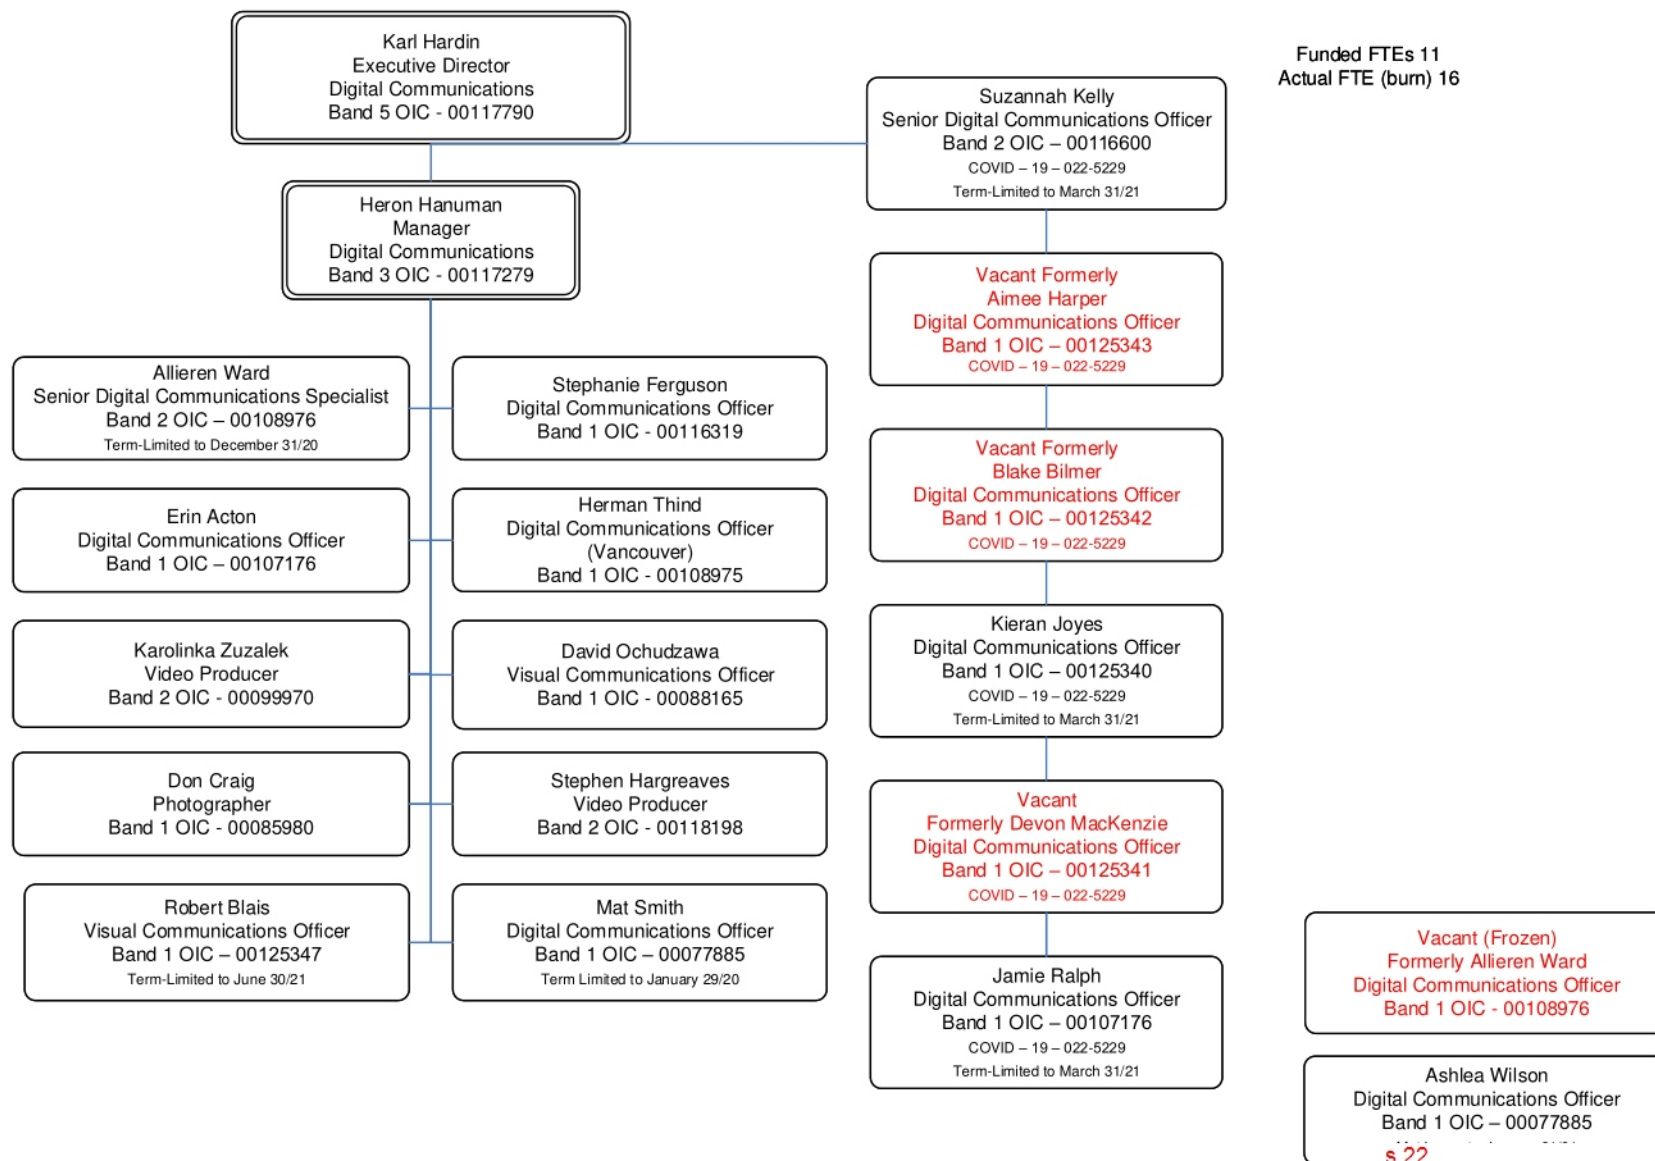 Karl Hardin
Executive Director
Digital Communications
Band 5 OIC - 00117790
Funded FTEs 11
Actual FTE (burn) 16
Suzannah Kelly
Senior Digital Communications Officer
Band 2 OIC – 00116600
COVID – 19 – 022-5229
Term-Limited to March 31/21
Heron Hanuman
Manager
Digital Communications
Band 3 OIC - 00117279
Vacant Formerly
Aimee Harper
Digital Communications Officer
Band 1 OIC – 00125343
COVID – 19 – 022-5229
Allieren Ward
Senior Digital Communications Specialist
Band 2 OIC – 00108976
Term-Limited to December 31/20
Stephanie Ferguson
Digital Communications Officer
Band 1 OIC - 00116319
Vacant Formerly
Blake Bilmer
Digital Communications Officer
Band 1 OIC – 00125342
COVID – 19 – 022-5229
Erin Acton
Digital Communications Officer
Band 1 OIC – 00107176
Herman Thind
Digital Communications Officer
(Vancouver)
Band 1 OIC - 00108975
Kieran Joyes
Digital Communications Officer
Band 1 OIC – 00125340
COVID – 19 – 022-5229
Term-Limited to March 31/21
Karolinka Zuzalek
Video Producer
Band 2 OIC - 00099970
David Ochudzawa
Visual Communications Officer
Band 1 OIC - 00088165
Don Craig
Photographer
Band 1 OIC - 00085980
Stephen Hargreaves
Video Producer
Band 2 OIC - 00118198
Vacant
Formerly Devon MacKenzie
Digital Communications Officer
Band 1 OIC – 00125341
COVID – 19 – 022-5229
Robert Blais
Visual Communications Officer
Band 1 OIC – 00125347
Term-Limited to June 30/21
Mat Smith
Digital Communications Officer
Band 1 OIC – 00077885
Term Limited to January 29/20
Jamie Ralph
Digital Communications Officer
Band 1 OIC – 00107176
COVID – 19 – 022-5229
Term-Limited to March 31/21
Vacant (Frozen)
Formerly Allieren Ward
Digital Communications Officer
Band 1 OIC - 00108976
Ashlea Wilson
Digital Communications Officer
Band 1 OIC – 00077885
s.22